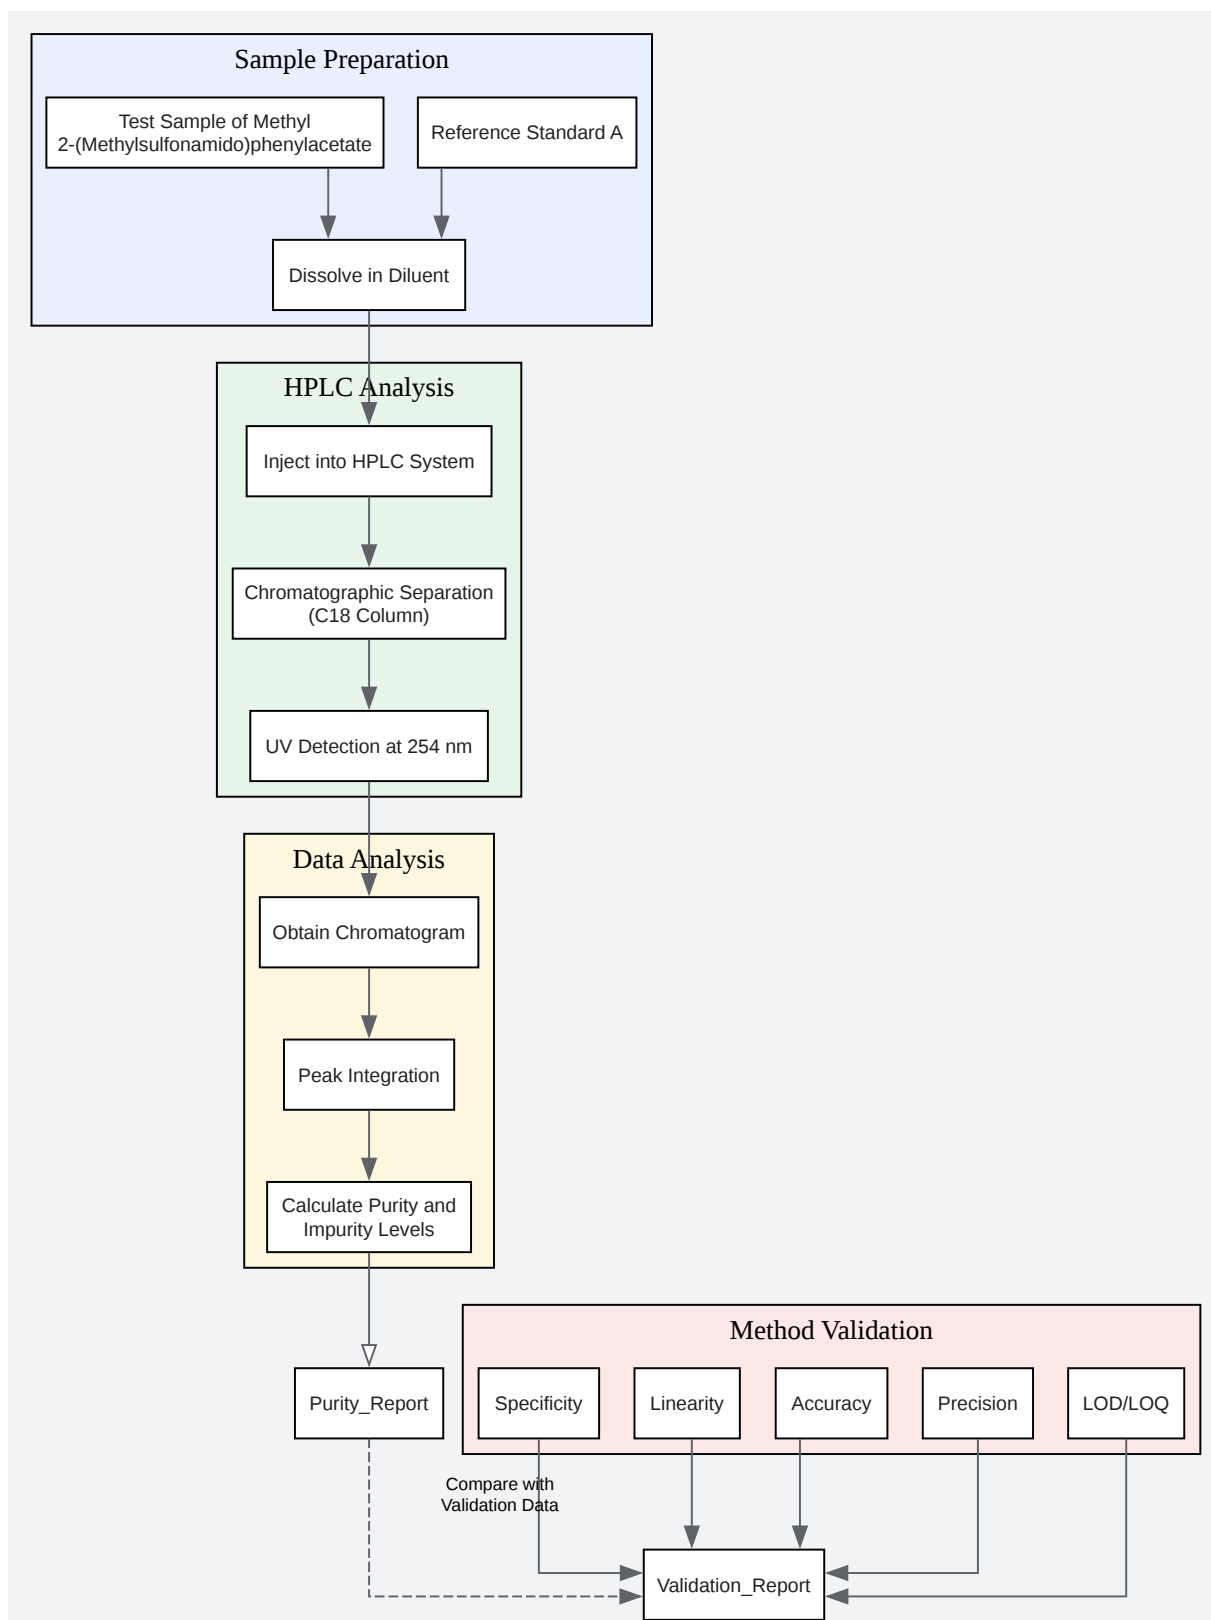 Sample Preparation
Test Sample of Methyl
2-(Methylsulfonamido)phenylacetate
Reference Standard A
Dissolve in Diluent
HPLC Analysis
Inject into HPLC System
Chromatographic Separation
(C18 Column)
UV Detection at 254 nm
Data Analysis
Obtain Chromatogram
Peak Integration
Calculate Purity and
Impurity Levels
Method Validation
Purity_Report
Specificity
Linearity
Accuracy
Precision
LOD/LOQ
Compare with
Validation Data
Validation_Report